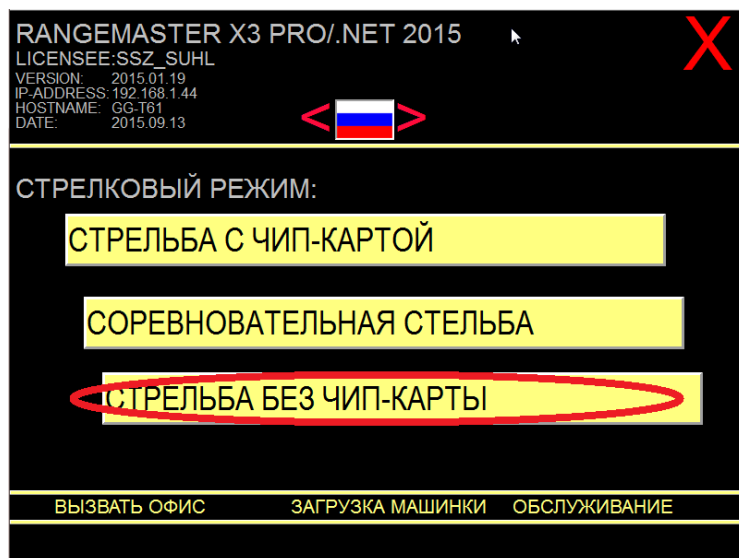 RANGEMASTER X3 PRO/.NET 2015
X
LICENSEE:SSZ_SUHL
VERSION: 2015.01.19
IP-ADDRESS: 192.168.1.44
HOSTNAME: GG-T61
DATE: 2015.09.13
< >
СТРЕЛКОВЫЙ РЕЖИМ:
СТРЕЛЬБА С ЧИП-КАРТОЙ
СОРЕВНОВАТЕЛЬНАЯ СТЕЛЬБА
СТРЕЛЬБА БЕЗ ЧИП-КАРТЫ
ВЫЗВАТЬ ОФИС ЗАГРУЗКА МАШИНКИ ОБСЛУЖИВАНИЕ